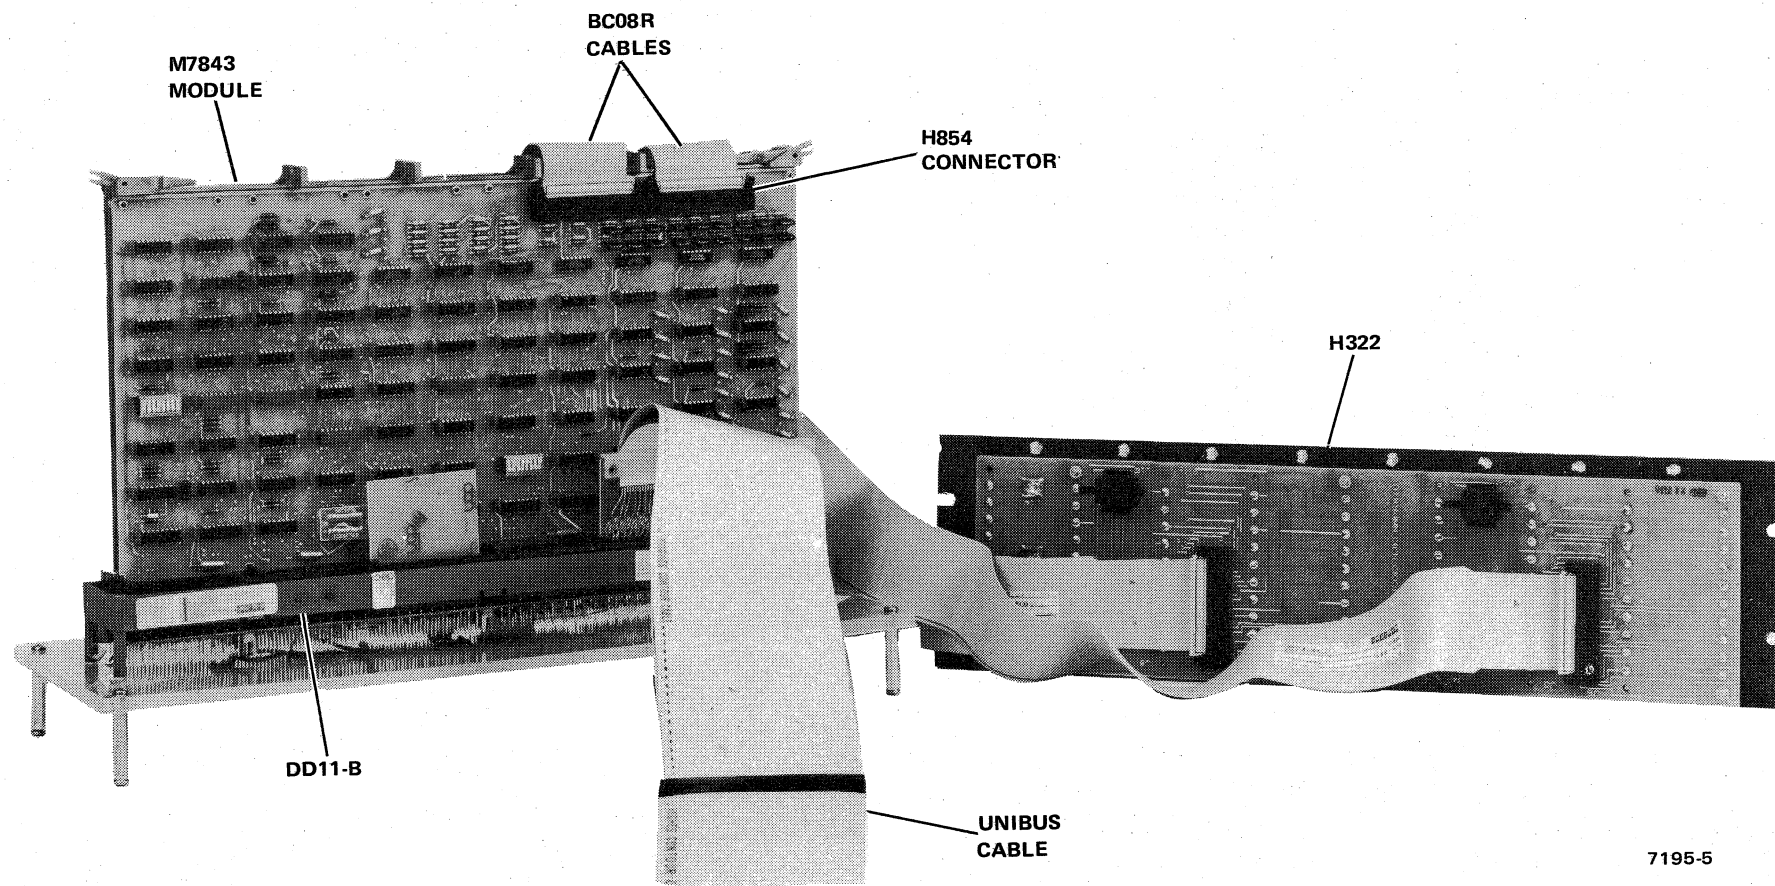 BC08R
CABLES
M7843
MODULE
H854
CONNECTOR
H322
DD11-B
UNIBUS
CABLE
7195-5